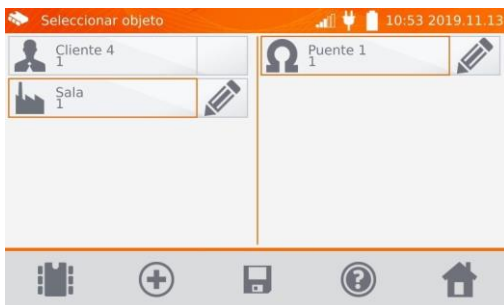 Seleccionar objeto
10:53 2019.11.13
Cliente 4
1
Sala
1
Puente 1
1